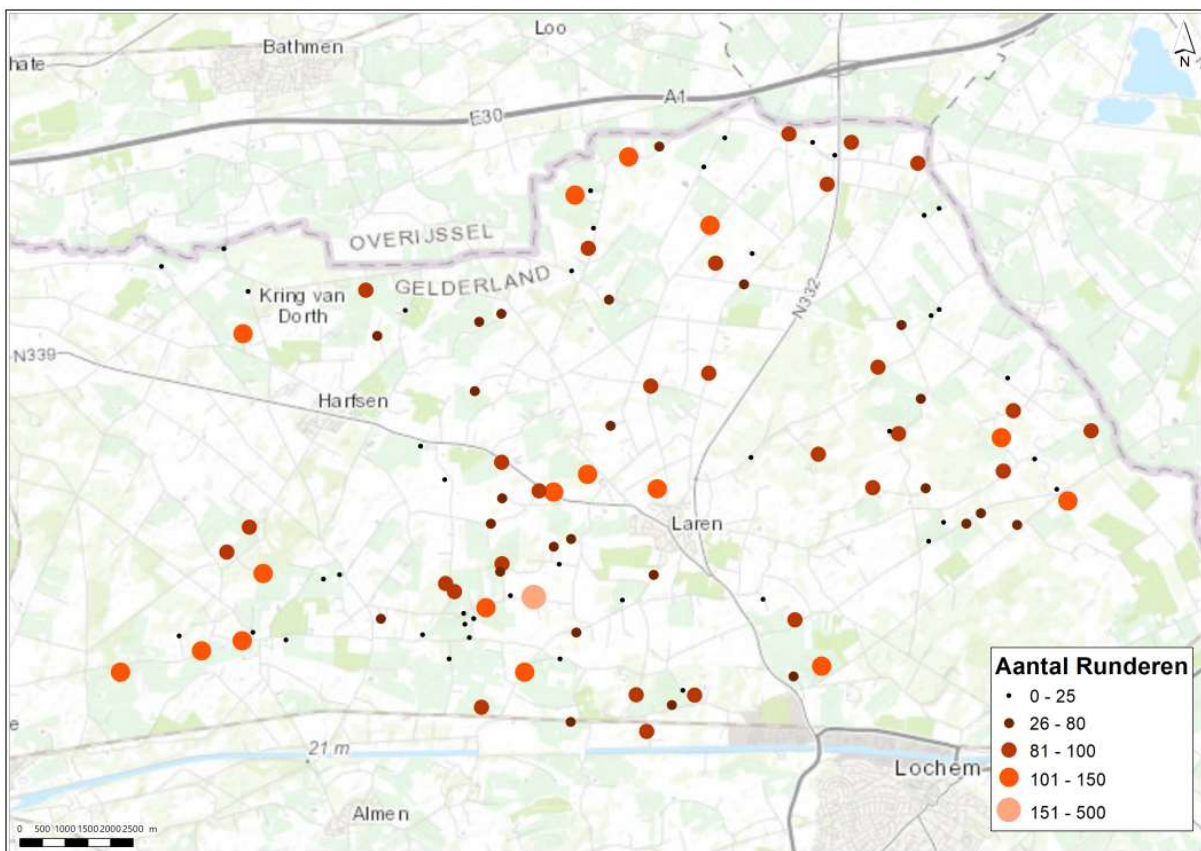 Loo
Bathmen
hate
N
A1
E30
OVERIJSSEL
GELDERLAND
Kring van
Dorth
N332
N339
Harfsen
Laren
Aantal Runderen
0 - 25
26 - 80
81 - 100
101 - 150
151 - 500
e
21 m
Lochem
Almen
0 500 1000 1500 2000 2500 m